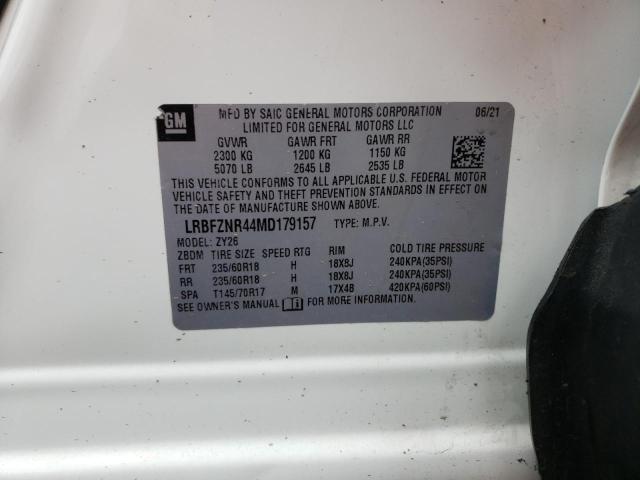 GM
MFD BY SAIC GENERAL MOTORS CORPORATION 06/21
LIMITED FOR GENERAL MOTORS LLC
GVWR GAWR FRT GAWR RR
2300 KG 1200 KG 1150 KG
5070 LB 2645 LB 2535 LB
THIS VEHICLE CONFORMS TO ALL APPLICABLE U.S. FEDERAL MOTOR
VEHICLE SAFETY AND THEFT PREVENTION STANDARDS IN EFFECT ON
THE DATE OF MANUFACTURE SHOWN ABOVE.
LRBFZNR44MD179157 TYPE: M.P.V.
MODEL: ZY26
ZBDM TIRE SIZE SPEED RTG RIM COLD TIRE PRESSURE
FRT 235/60R18 H 18X8J 240KPA(35PSI)
RR 235/60R18 H 18X8J 240KPA(35PSI)
SPA T145/70R17 M 17X4B 420KPA(60PSI)
SEE OWNER'S MANUAL FOR MORE INFORMATION